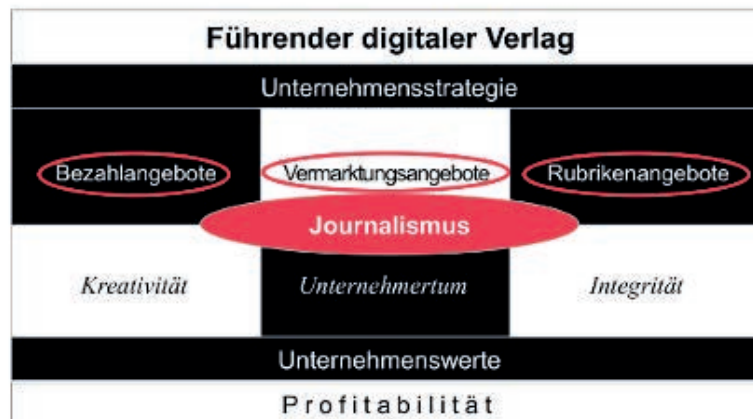 Führender digitaler Verlag
Unternehmensstrategie
Bezahlangebote Vermarktungsangebote Rubrikenangebote
Journalismus
Kreativität Unternehmertum Integrität
Unternehmenswerte
Profitabilität